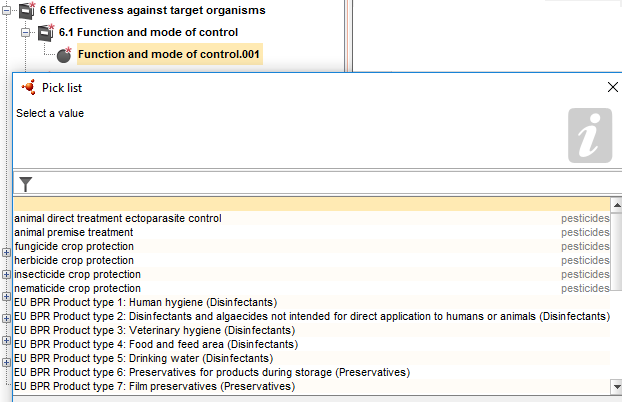 6 Effectiveness against target organisms
6.1 Function and mode of control
Function and mode of control.001
Pick list
Select a value
animal direct treatment ectoparasite control pesticides
animal premise treatment pesticides
fungicide crop protection pesticides
herbicide crop protection pesticides
insecticide crop protection pesticides
nematicide crop protection pesticides
EU BPR Product type 1: Human hygiene (Disinfectants)
EU BPR Product type 2: Disinfectants and algaecides not intended for direct application to humans or animals (Disinfectants)
EU BPR Product type 3: Veterinary hygiene (Disinfectants)
EU BPR Product type 4: Food and feed area (Disinfectants)
EU BPR Product type 5: Drinking water (Disinfectants)
EU BPR Product type 6: Preservatives for products during storage (Preservatives)
EU BPR Product type 7: Film preservatives (Preservatives)